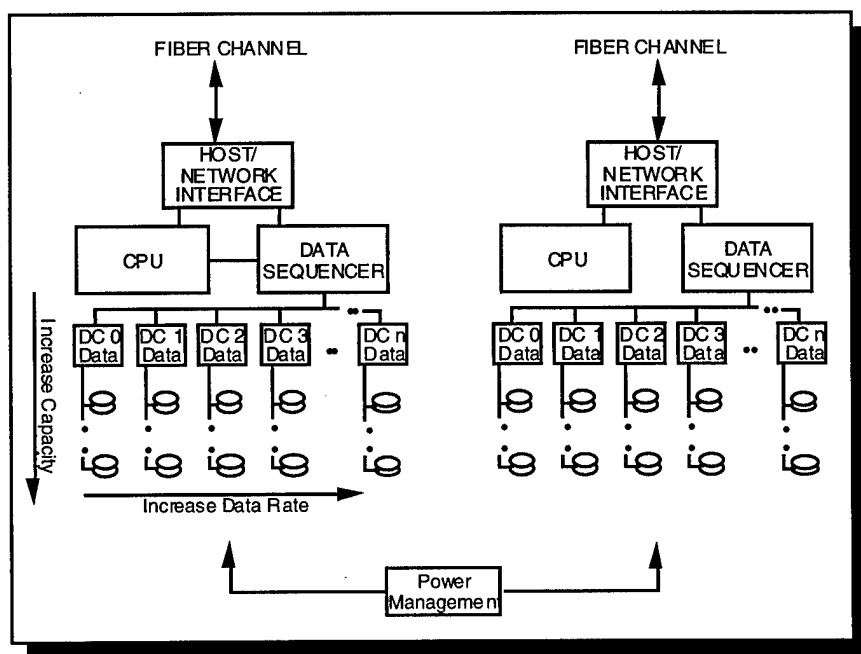 FIBER CHANNEL
HOST/
NETWORK
INTERFACE
CPU
DATA
SEQUENCER
DC 0
Data
DC 1
Data
DC 2
Data
DC 3
Data
DC n
Data
Increase Capacity
Increase Data Rate
FIBER CHANNEL
HOST/
NETWORK
INTERFACE
CPU
DATA
SEQUENCER
DC 0
Data
DC 1
Data
DC 2
Data
DC 3
Data
DC n
Data
Power
Management